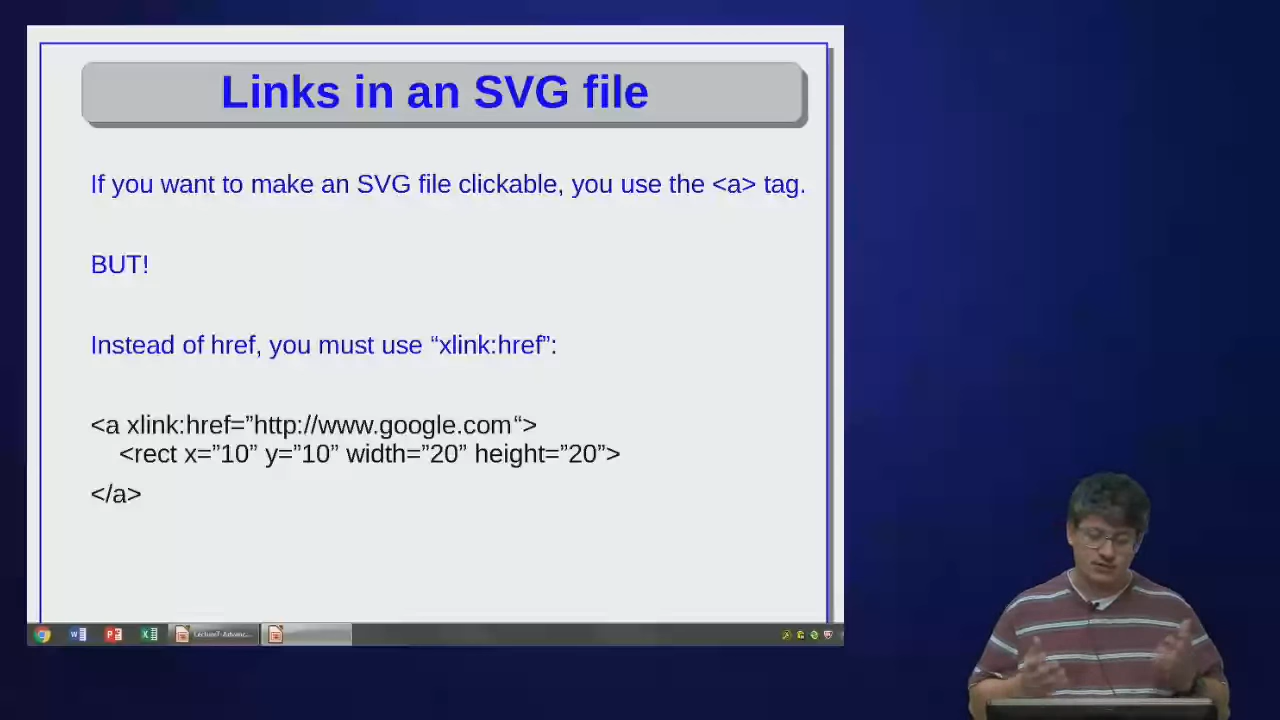 Links in an SVG file
If you want to make an SVG file clickable, you use the <a> tag.
BUT!
Instead of href, you must use “xlink:href”:
<a xlink:href=”http://www.google.com“>
<rect x=”10” y=”10” width=”20” height=”20”>
</a>
Lecture7-Advanc...